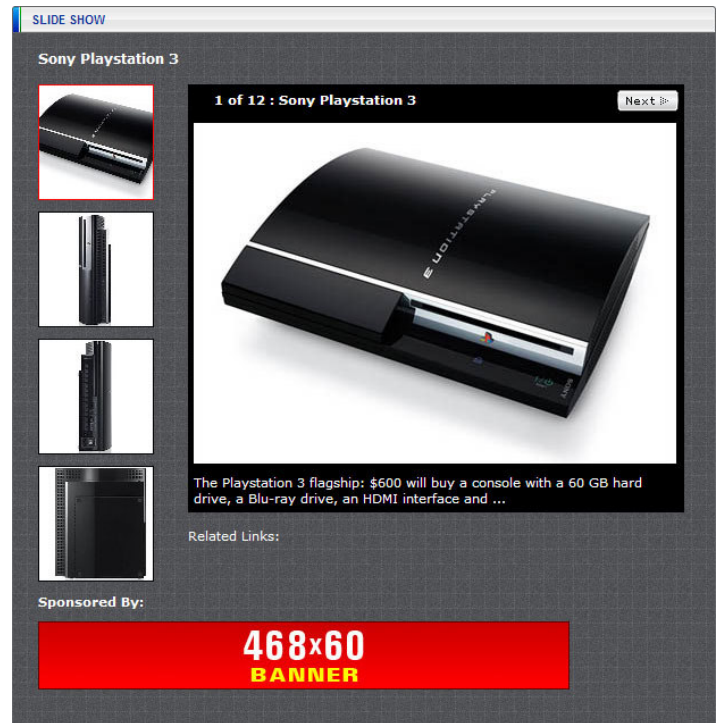 SLIDE SHOW
Sony Playstation 3
1 of 12 : Sony Playstation 3
Next
PLAYSTATION 3
SONY
The Playstation 3 flagship: $600 will buy a console with a 60 GB hard
drive, a Blu-ray drive, an HDMI interface and ...
Related Links:
Sponsored By:
468x60
BANNER